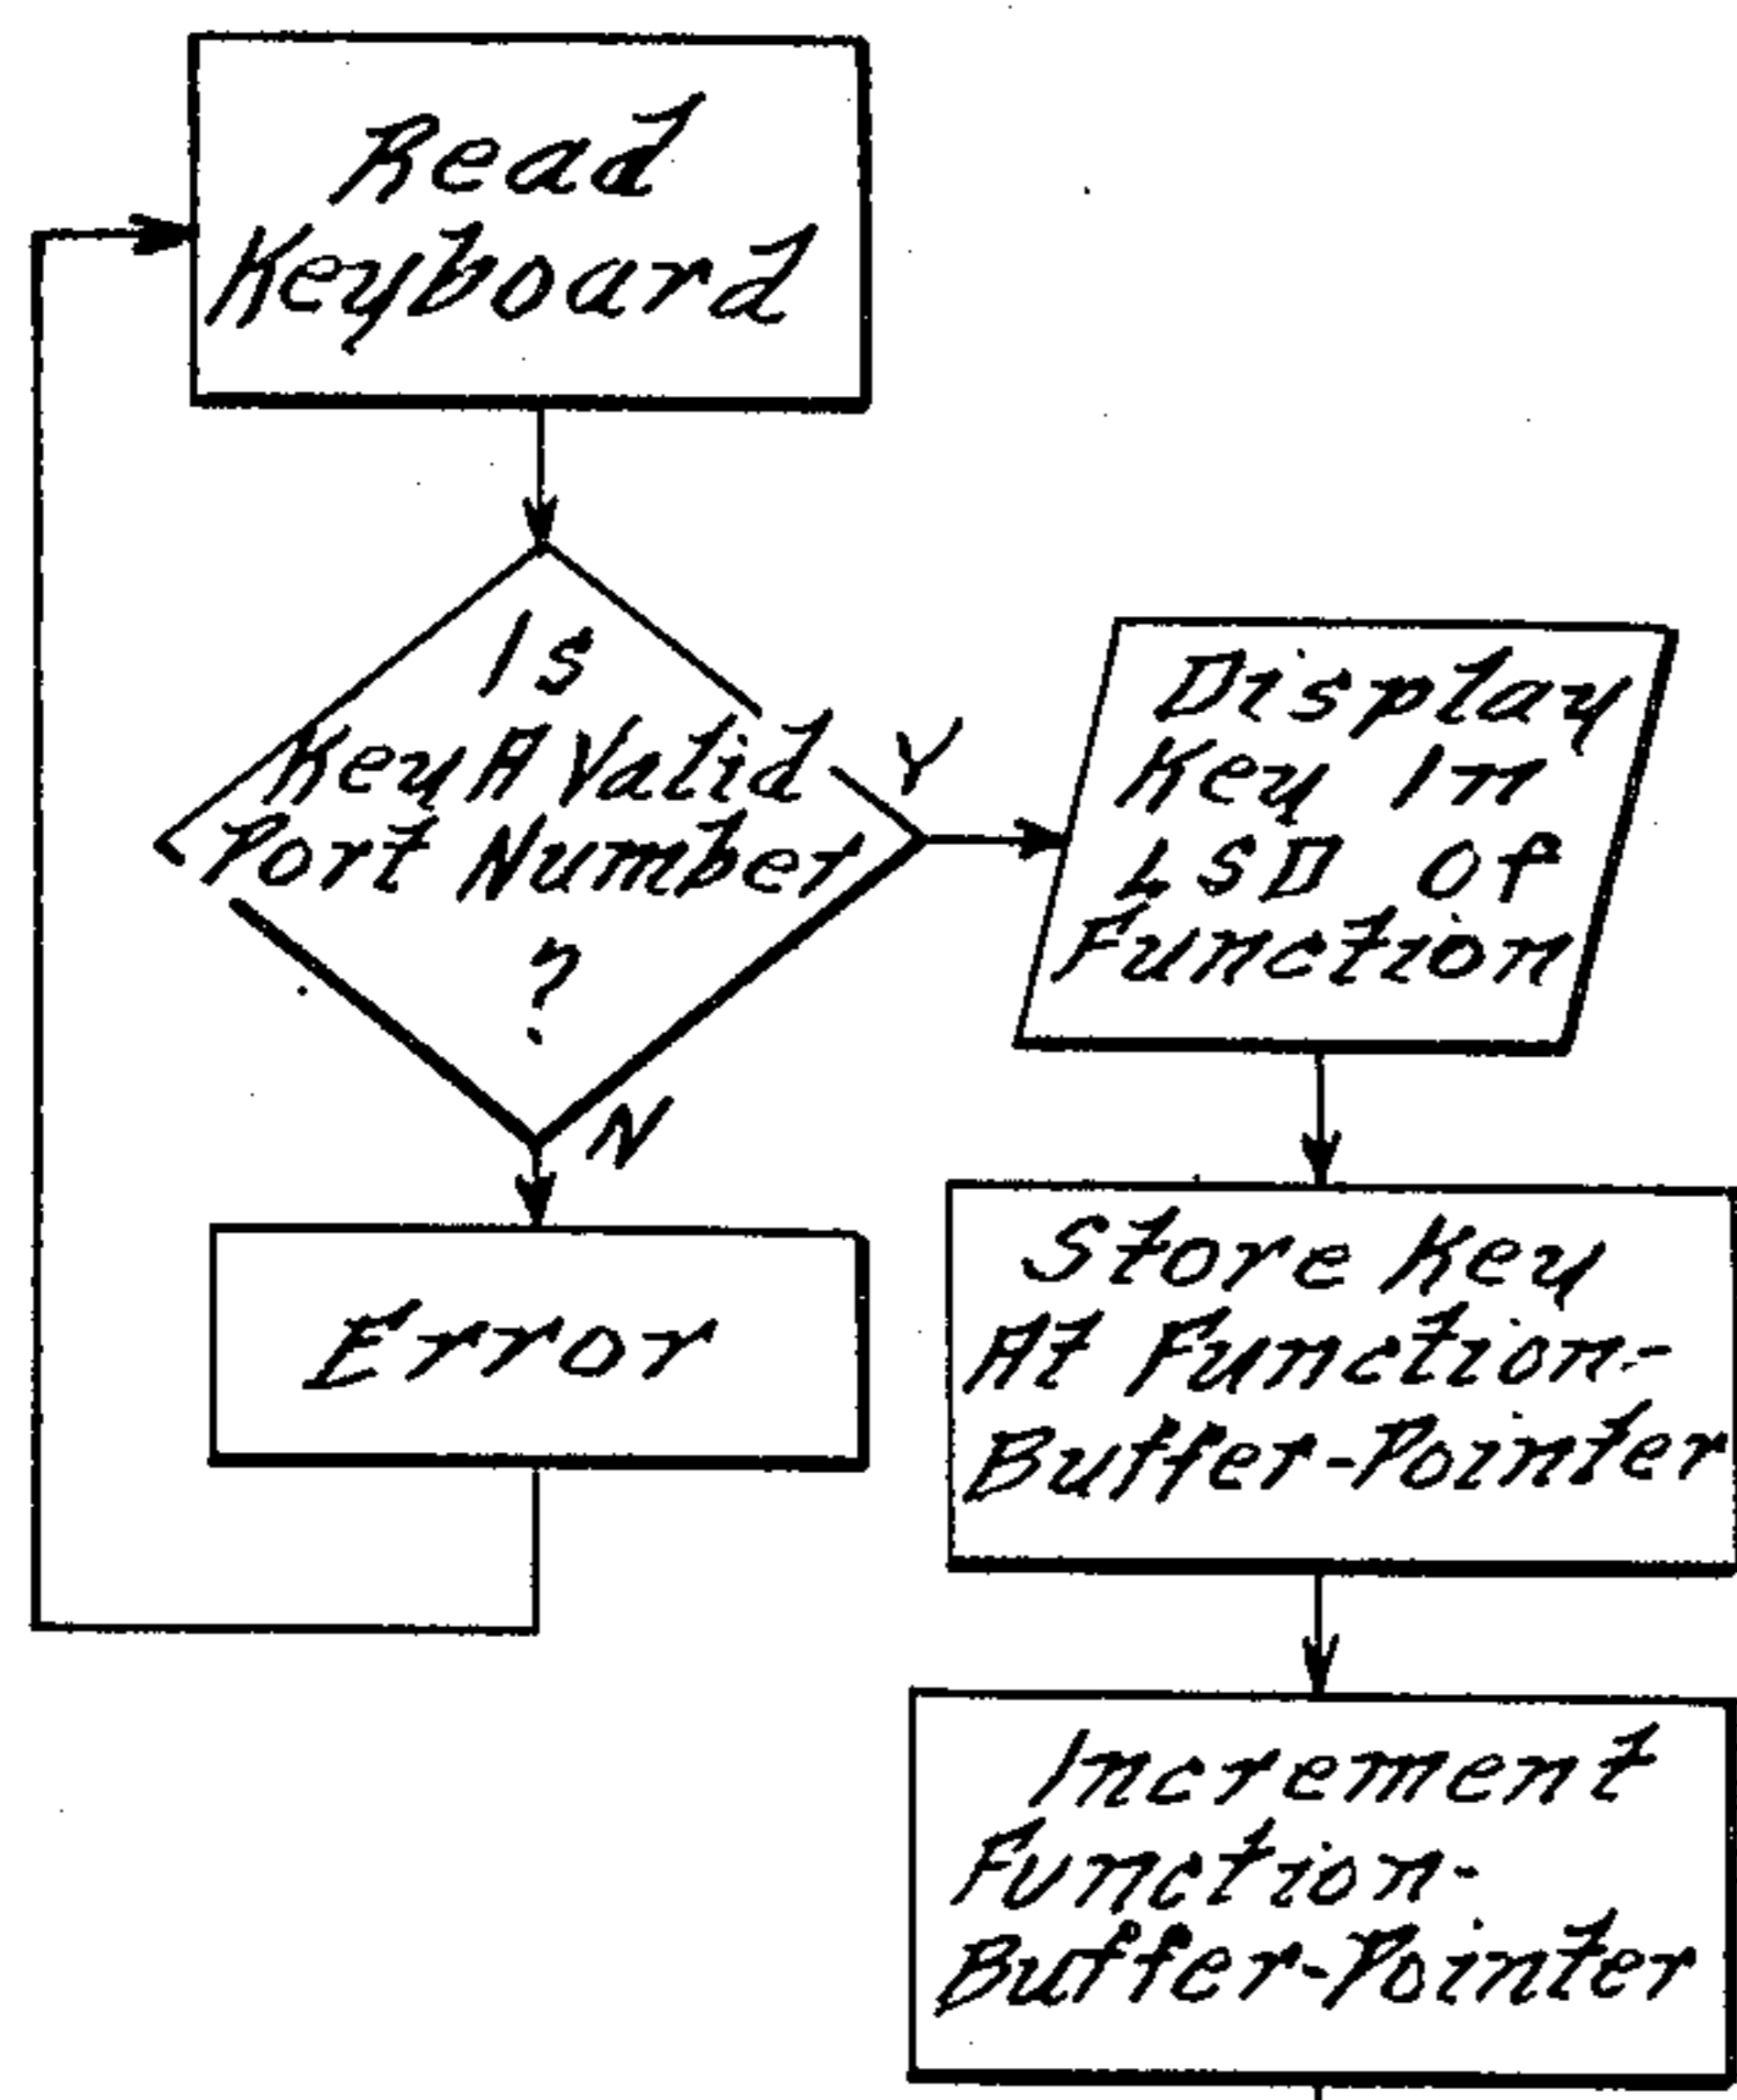 Read
Keyboard
Is
Key A Valid
Port Number
?
Y
N
Error
Display
Key In
LSD Of
Function
Store Key
At Function-
Buffer-Pointer
Increment
Function-
Buffer-Pointer